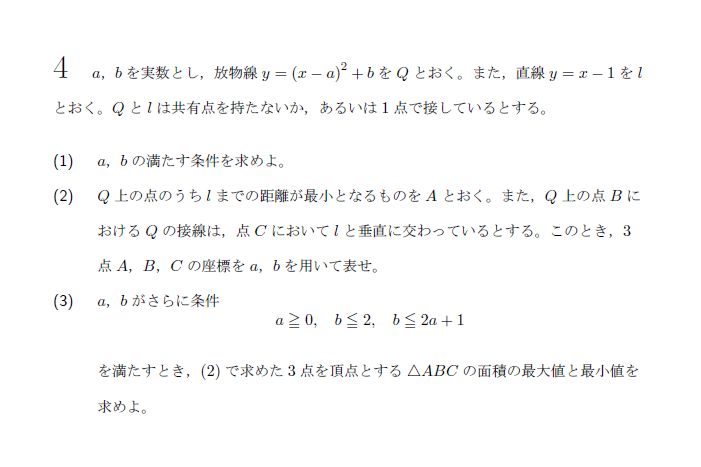 4 a, b を実数とし，放物線 y = (x − a)² + b を Q とおく。また，直線 y = x − 1 を l
とおく。Q と l は共有点を持たないか，あるいは 1 点で接しているとする。
(1) a, b の満たす条件を求めよ。
(2) Q 上の点のうち l までの距離が最小となるものを A とおく。また，Q 上の点 B に
おける Q の接線は，点 C において l と垂直に交わっているとする。このとき，3
点 A，B，C の座標を a，b を用いて表せ。
(3) a，b がさらに条件
a ≧ 0, b ≦ 2, b ≦ 2a + 1
を満たすとき，(2) で求めた 3 点を頂点とする △ABC の面積の最大値と最小値を
求めよ。